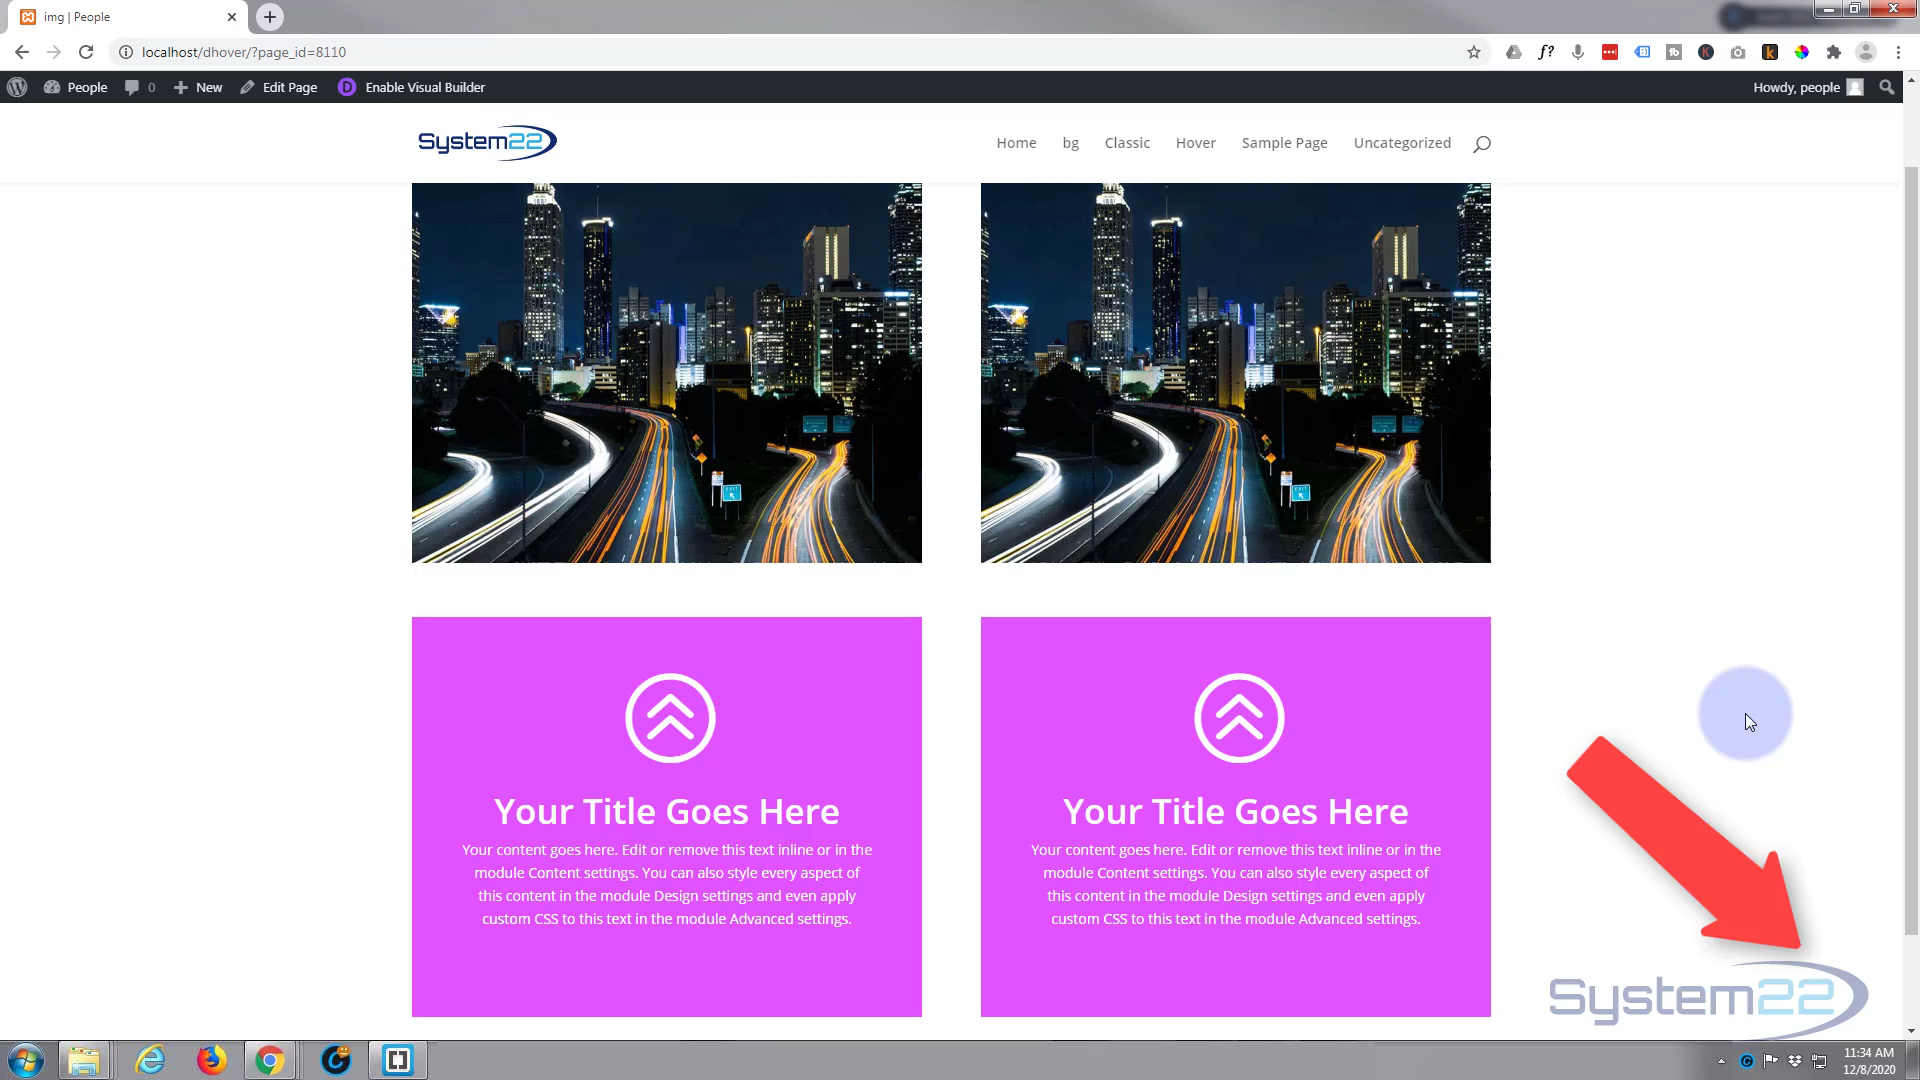 img | People
localhost/dhover/?page_id=8110
People
0
New
Edit Page
D
Enable Visual Builder
Howdy, people
System22
Home
bg
Classic
Hover
Sample Page
Uncategorized
Your Title Goes Here
Your content goes here. Edit or remove this text inline or in the
module Content settings. You can also style every aspect of
this content in the module Design settings and even apply
custom CSS to this text in the module Advanced settings.
Your Title Goes Here
Your content goes here. Edit or remove this text inline or in the
module Content settings. You can also style every aspect of
this content in the module Design settings and even apply
custom CSS to this text in the module Advanced settings.
System22
11:34 AM
12/8/2020